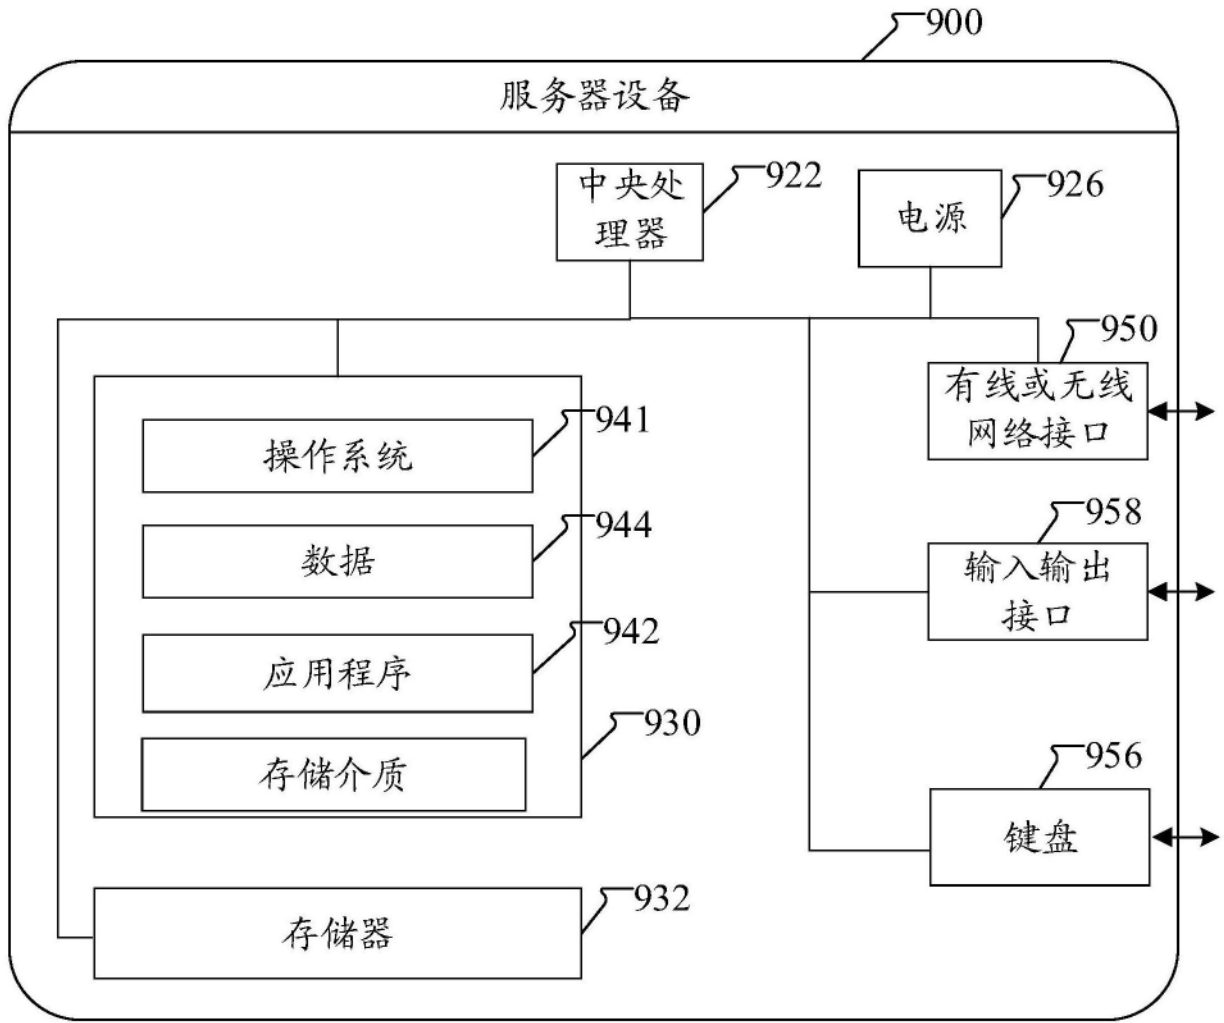 900
服务器设备
中央处
理器
922
电源
926
950
有线或无线
网络接口
941
操作系统
944
数据
958
输入输出
接口
942
应用程序
930
存储介质
956
键盘
932
存储器